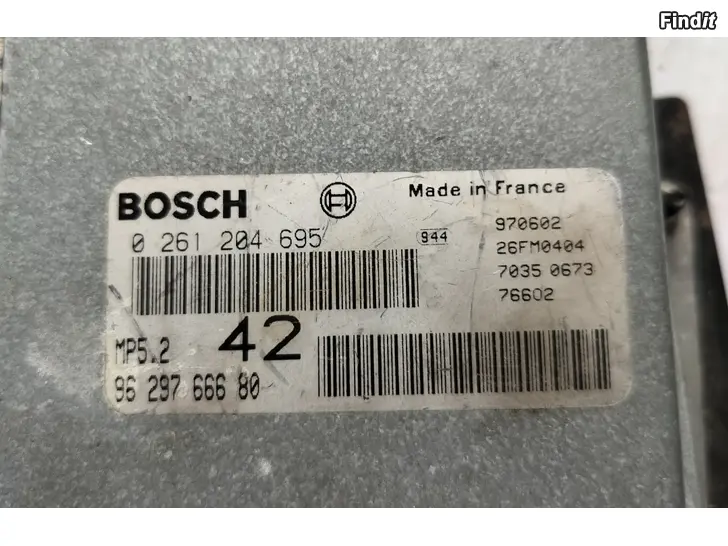 Findit
BOSCH
Made in France
0 261 204 695
944
970602
26FM0404
7035 0673
76602
MP5.2
42
96 297 666 80